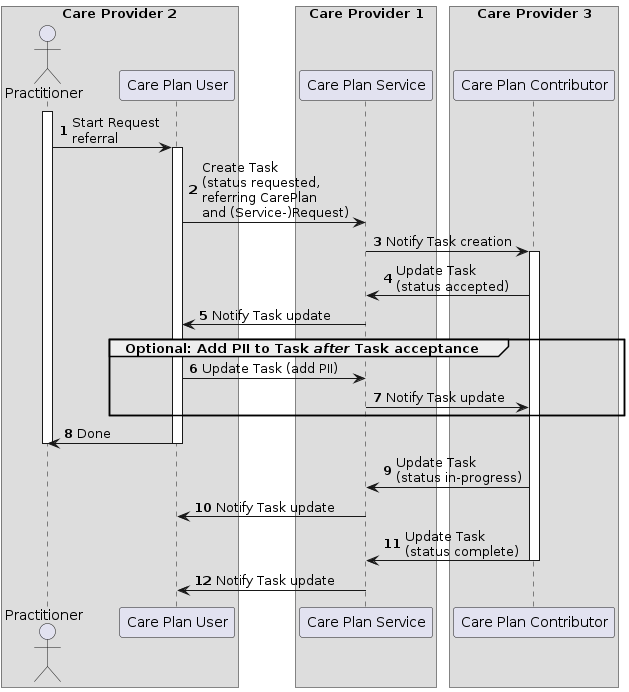 Care Provider 2
Care Provider 1
Care Provider 3
Practitioner
Care Plan User
Care Plan Service
Care Plan Contributor
1 Start Request
referral
2 Create Task
(status requested,
referring CarePlan
and (Service-)Request)
3 Notify Task creation
4 Update Task
(status accepted)
5 Notify Task update
Optional: Add PII to Task after Task acceptance
6 Update Task (add PII)
7 Notify Task update
8 Done
9 Update Task
(status in-progress)
10 Notify Task update
11 Update Task
(status complete)
12 Notify Task update
Practitioner
Care Plan User
Care Plan Service
Care Plan Contributor